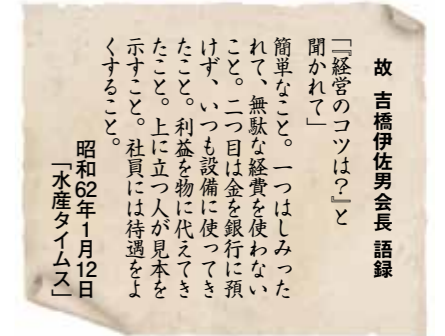 故 吉橋伊佐男会長 語録
「『経営のコツは？』と
聞かれて」
簡単なこと。一つはしみった
れて、無駄な経費を使わない
こと。二つ目は金を銀行に預
けず、いつも設備に使ってき
たこと。利益を物に代えてき
たこと。上に立つ人が見本を
示すこと。社員には待遇をよ
くすること。
昭和62年1月12日
「水産タイムス」